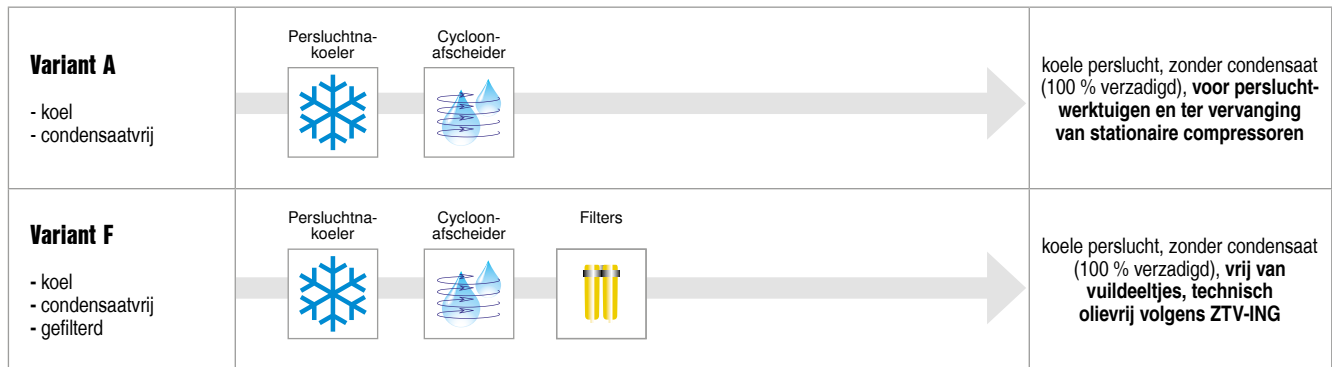 Variant A
- koel
- condensaatvrij
Persluchtna-
koeler
Cycloon-
afscheider
koele perslucht, zonder condensaat
(100 % verzadigd), voor perslucht-
werktuigen en ter vervanging
van stationaire compressoren
Variant F
- koel
- condensaatvrij
- gefilterd
Persluchtna-
koeler
Cycloon-
afscheider
Filters
koele perslucht, zonder condensaat
(100 % verzadigd), vrij van
vuildeeltjes, technisch
olievrij volgens ZTV-ING